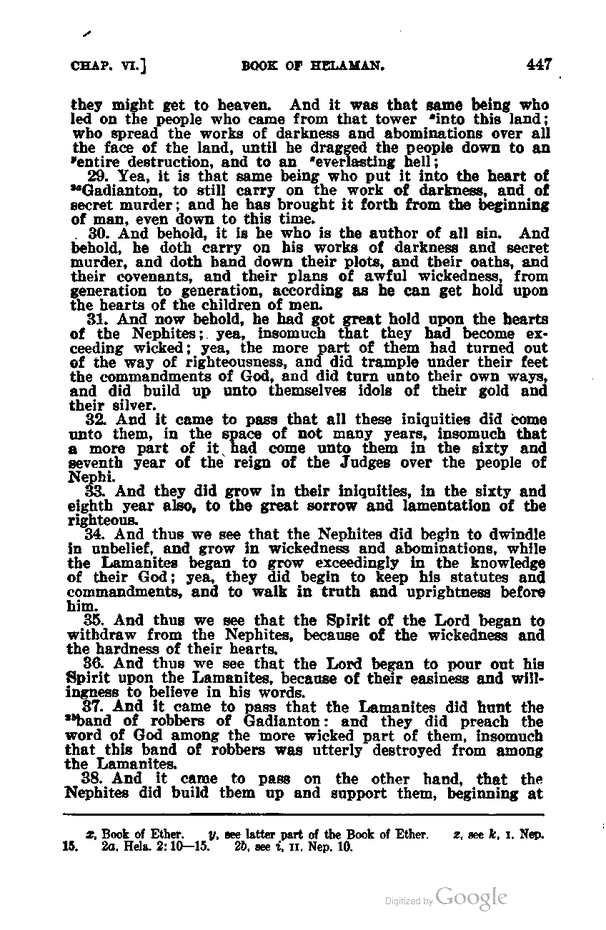 CHAP. VI.] BOOK OF HELAMAN. 447
they might get to heaven. And it was that same being who
led on the people who came from that tower ˣinto this land;
who spread the works of darkness and abominations over all
the face of the land, until he dragged the people down to an
ʸentire destruction, and to an ᶻeverlasting hell;
29. Yea, it is that same being who put it into the heart of
²ᵃGadianton, to still carry on the work of darkness, and of
secret murder; and he has brought it forth from the beginning
of man, even down to this time.
30. And behold, it is he who is the author of all sin. And
behold, he doth carry on his works of darkness and secret
murder, and doth hand down their plots, and their oaths, and
their covenants, and their plans of awful wickedness, from
generation to generation, according as he can get hold upon
the hearts of the children of men.
31. And now behold, he had got great hold upon the hearts
of the Nephites; yea, insomuch that they had become ex-
ceeding wicked; yea, the more part of them had turned out
of the way of righteousness, and did trample under their feet
the commandments of God, and did turn unto their own ways,
and did build up unto themselves idols of their gold and
their silver.
32. And it came to pass that all these iniquities did come
unto them, in the space of not many years, insomuch that
a more part of it had come unto them in the sixty and
seventh year of the reign of the Judges over the people of
Nephi.
33. And they did grow in their iniquities, in the sixty and
eighth year also, to the great sorrow and lamentation of the
righteous.
34. And thus we see that the Nephites did begin to dwindle
in unbelief, and grow in wickedness and abominations, while
the Lamanites began to grow exceedingly in the knowledge
of their God; yea, they did begin to keep his statutes and
commandments, and to walk in truth and uprightness before
him.
35. And thus we see that the Spirit of the Lord began to
withdraw from the Nephites, because of the wickedness and
the hardness of their hearts.
36. And thus we see that the Lord began to pour out his
Spirit upon the Lamanites, because of their easiness and will-
ingness to believe in his words.
37. And it came to pass that the Lamanites did hunt the
²ᵇband of robbers of Gadianton: and they did preach the
word of God among the more wicked part of them, insomuch
that this band of robbers was utterly destroyed from among
the Lamanites.
38. And it came to pass on the other hand, that the
Nephites did build them up and support them, beginning at
x, Book of Ether. y, see latter part of the Book of Ether. z, see k, I. Nep.
15. 2a, Hela. 2:10—15. 2b, see i, II. Nep. 10.
Digitized by Google